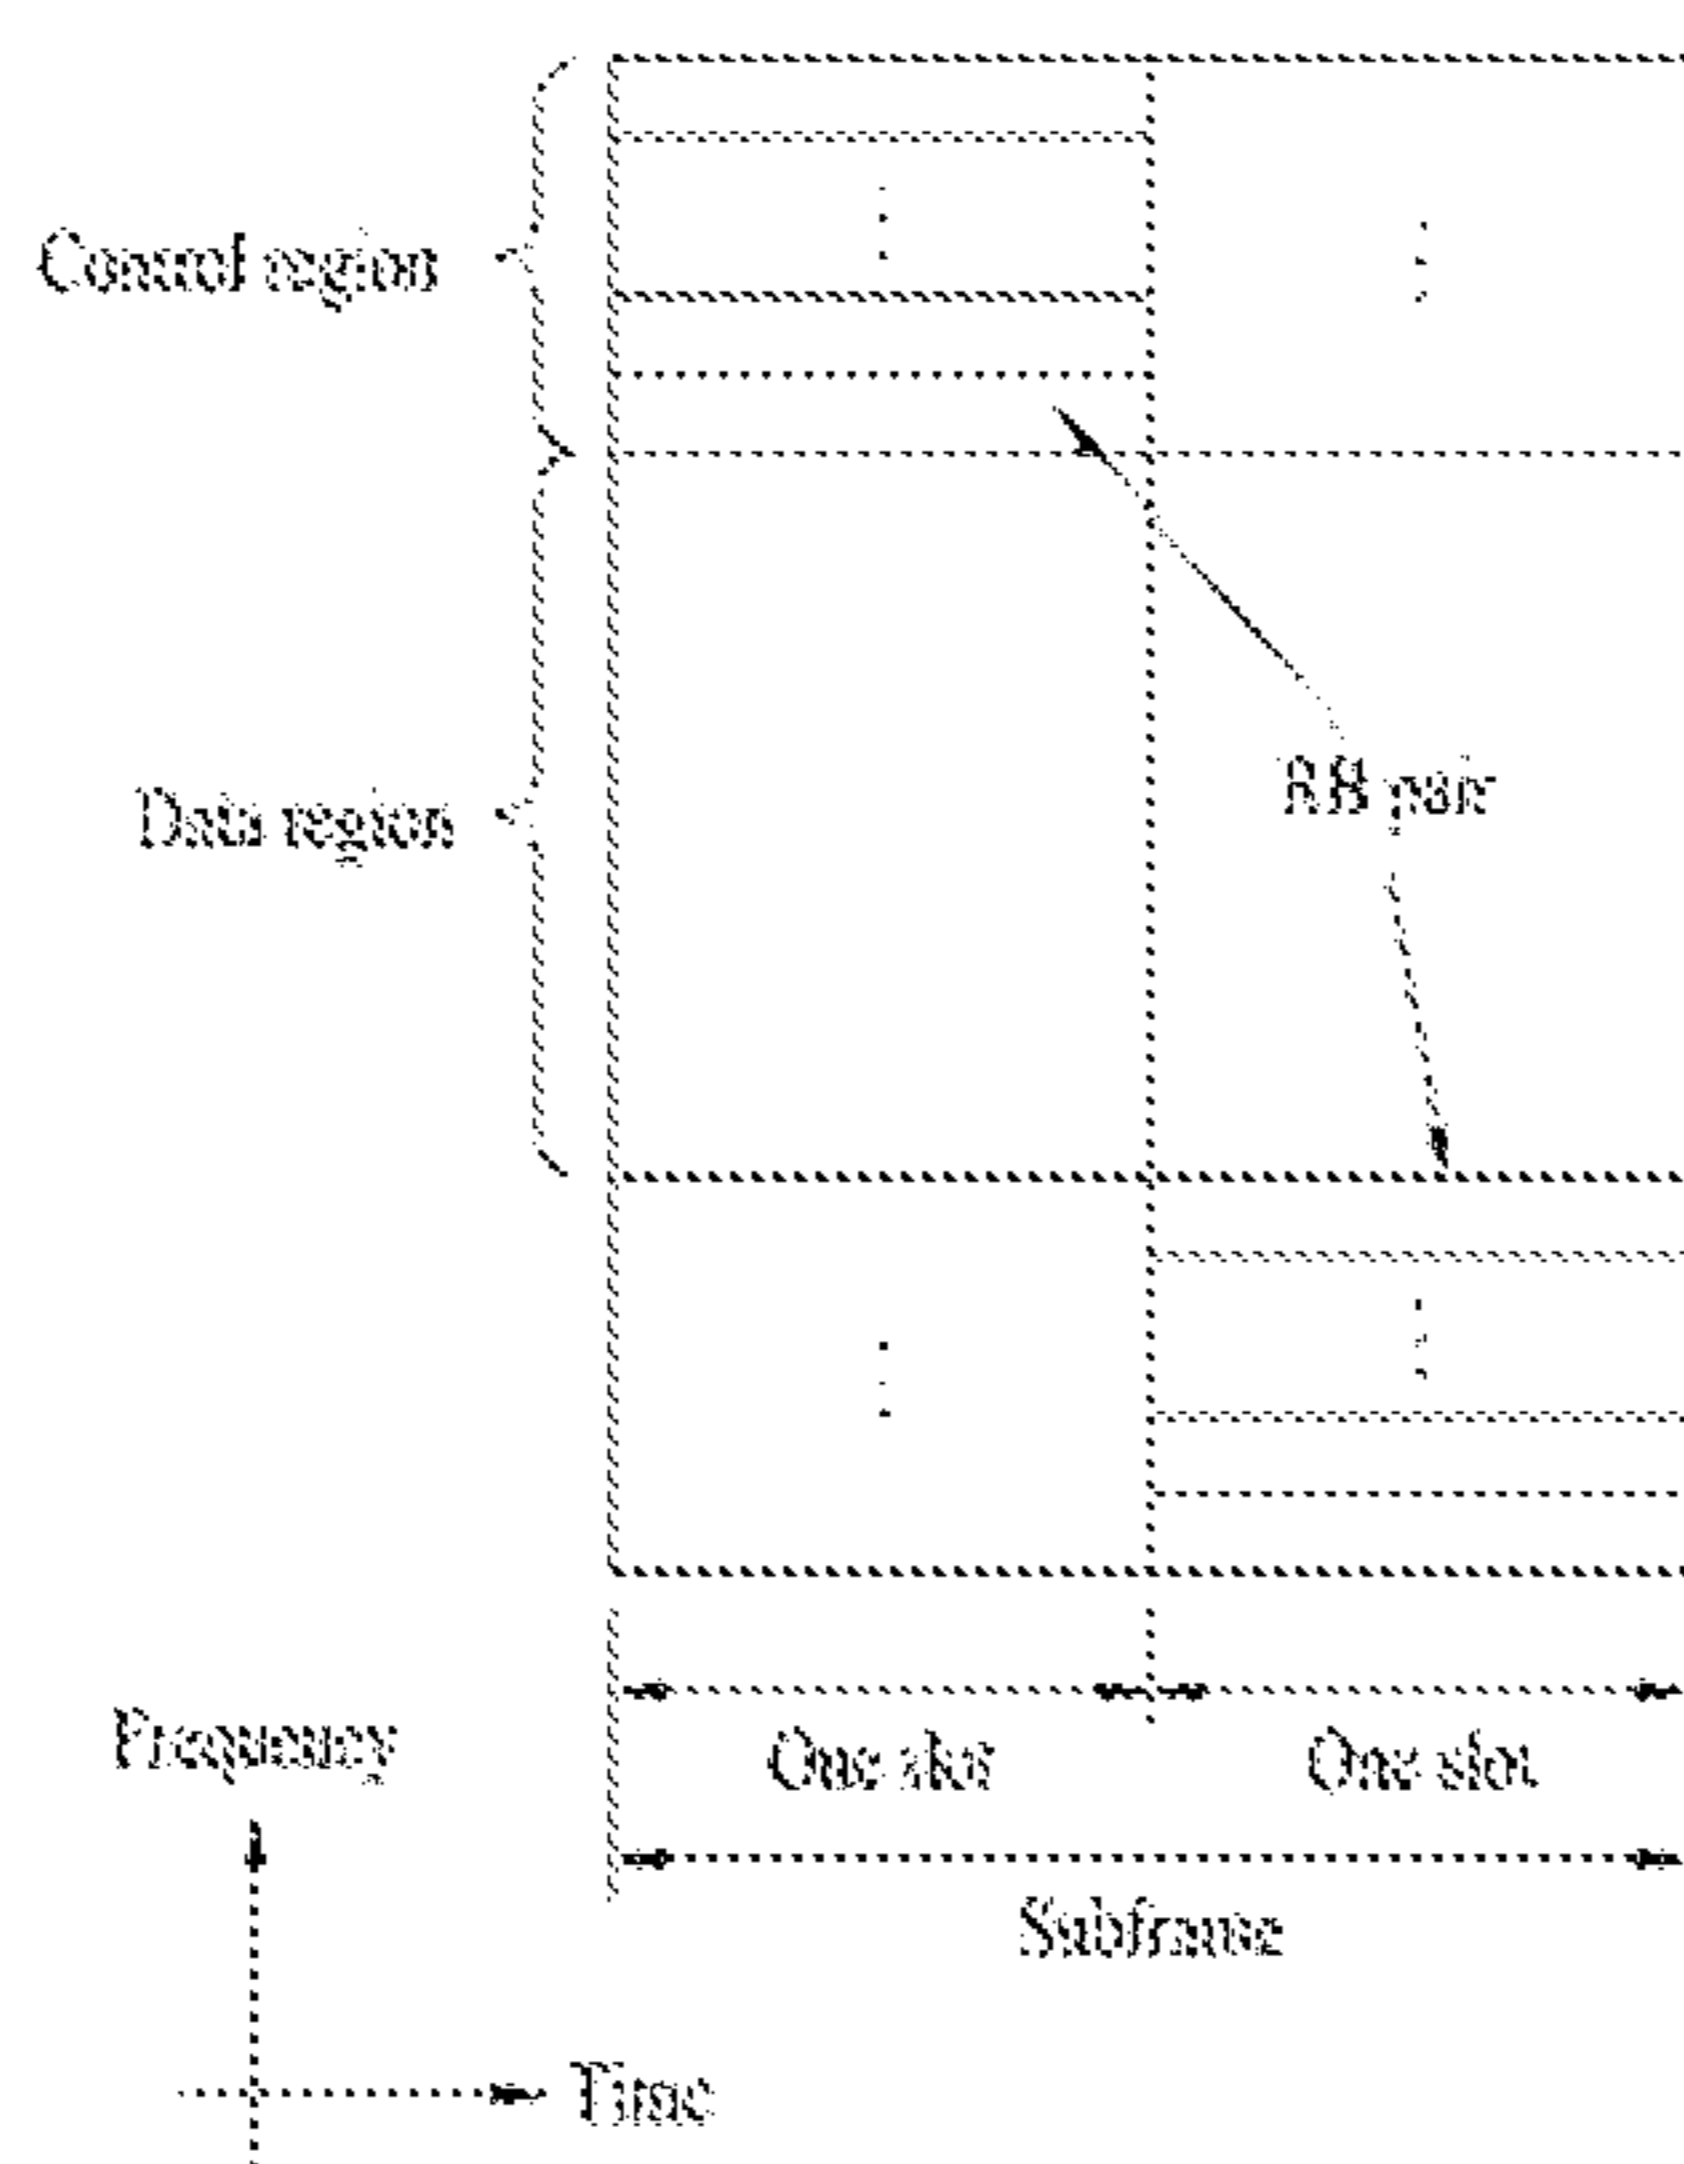 Control region
Data region
RB pair
One slot
One slot
Subframe
Frequency
Time